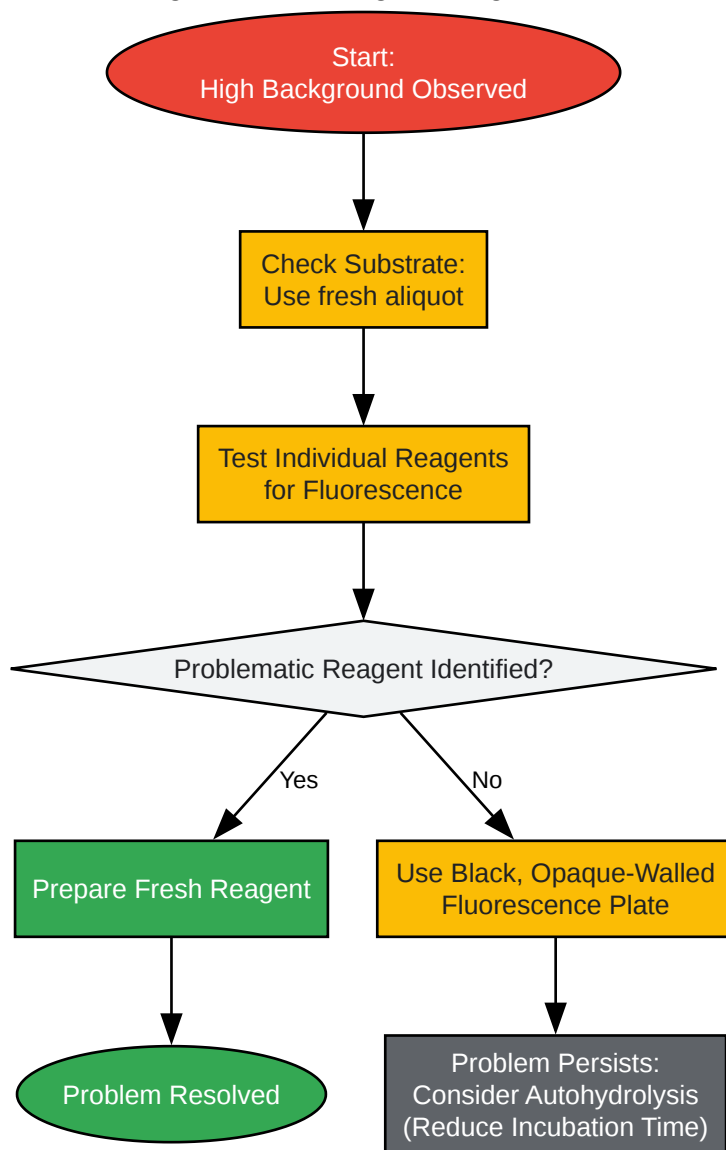 Start:
High Background Observed
Check Substrate:
Use fresh aliquot
Test Individual Reagents
for Fluorescence
Problematic Reagent Identified?
Yes
No
Prepare Fresh Reagent
Use Black, Opaque-Walled
Fluorescence Plate
Problem Resolved
Problem Persists:
Consider Autohydrolysis
(Reduce Incubation Time)